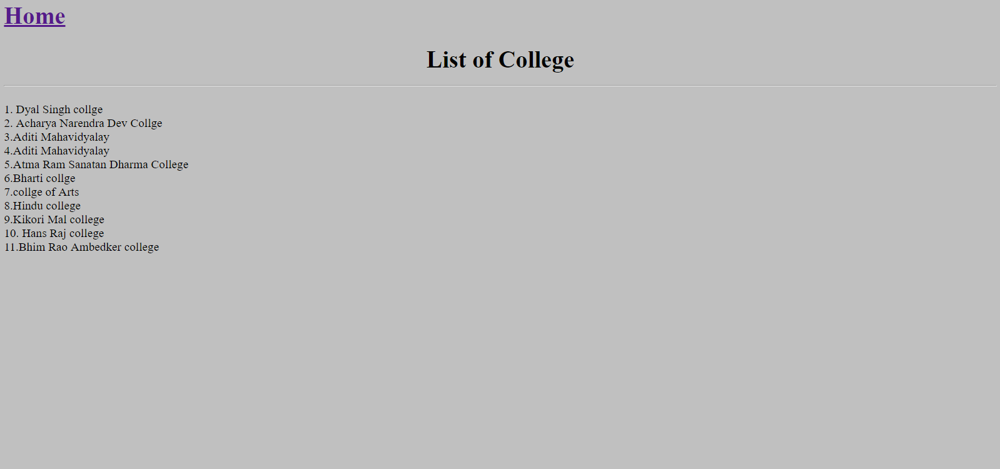 Home
List of College
1. Dyal Singh collge
2. Acharya Narendra Dev Collge
3.Aditi Mahavidyalay
4.Aditi Mahavidyalay
5.Atma Ram Sanatan Dharma College
6.Bharti collge
7.collge of Arts
8.Hindu college
9.Kikori Mal college
10. Hans Raj college
11.Bhim Rao Ambedker college